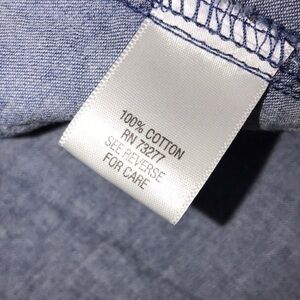 100% COTTON
RN 73277
SEE REVERSE
FOR CARE